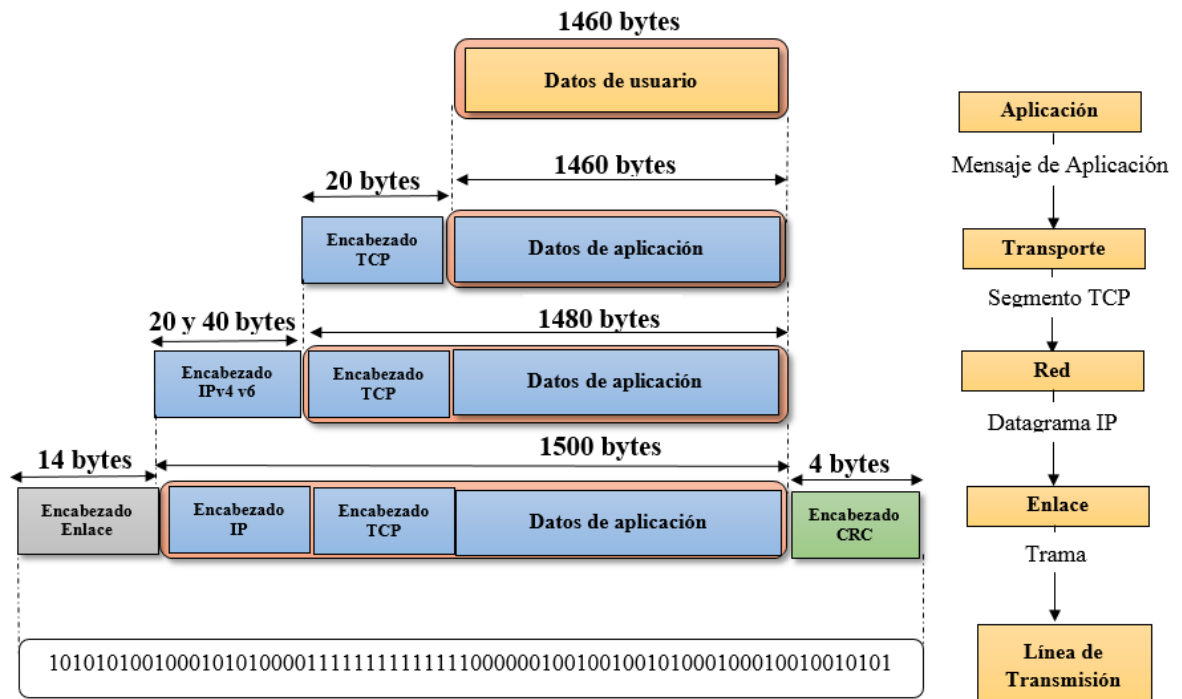 1460 bytes
Datos de usuario
20 bytes
1460 bytes
Encabezado
TCP
Datos de aplicación
20 y 40 bytes
1480 bytes
Encabezado
IPv4 v6
Encabezado
TCP
Datos de aplicación
14 bytes
1500 bytes
4 bytes
Encabezado
Enlace
Encabezado
IP
Encabezado
TCP
Datos de aplicación
Encabezado
CRC
Aplicación
Mensaje de Aplicación
Transporte
Segmento TCP
Red
Datagrama IP
Enlace
Trama
Línea de
Transmisión